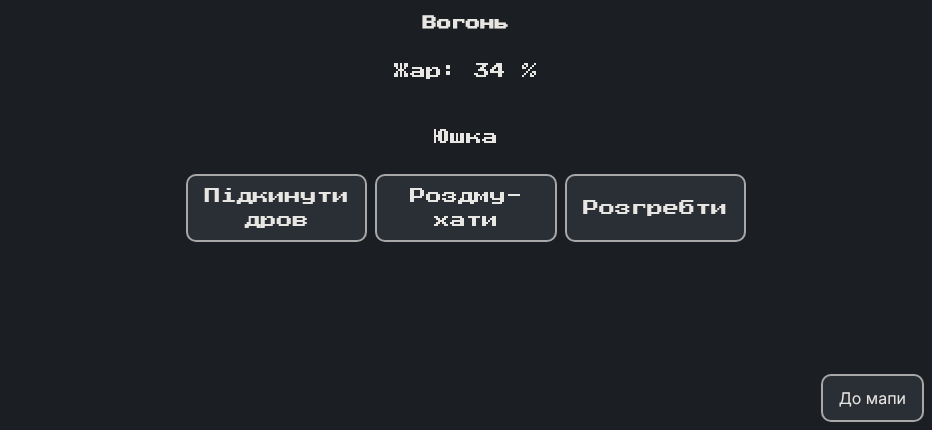 Вогонь
Жар: 34 %
Юшка
Підкинути
дров
Роздму-
хати
Розгребти
До мапи